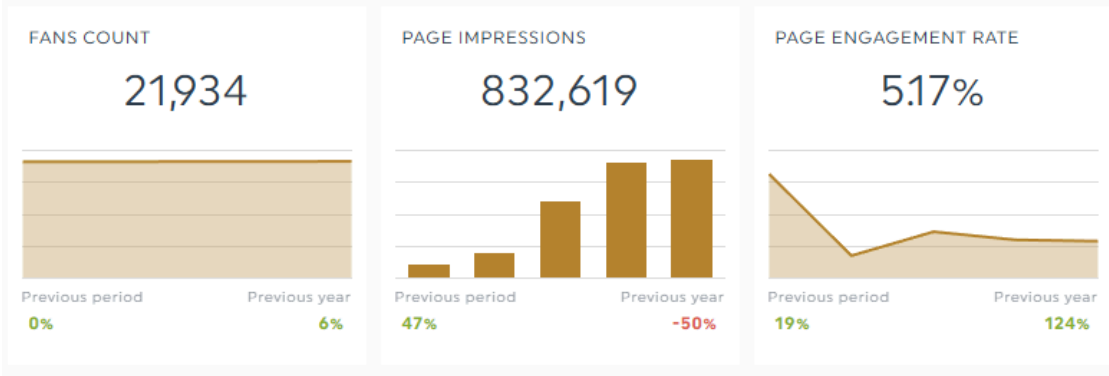 FANS COUNT
21,934
Previous period Previous year
0% 6%
PAGE IMPRESSIONS
832,619
Previous period Previous year
47% -50%
PAGE ENGAGEMENT RATE
5.17%
Previous period Previous year
19% 124%